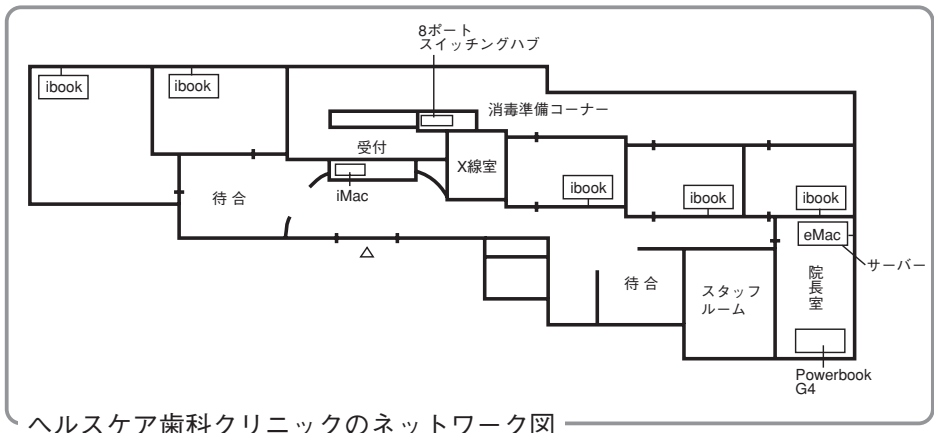 8ポート
スイッチングハブ
ibook
ibook
消毒準備コーナー
受付
X線室
iMac
待合
ibook
ibook
ibook
eMac
サーバー
待合
スタッフ
ルーム
院長室
Powerbook
G4
ヘルスケア歯科クリニックのネットワーク図